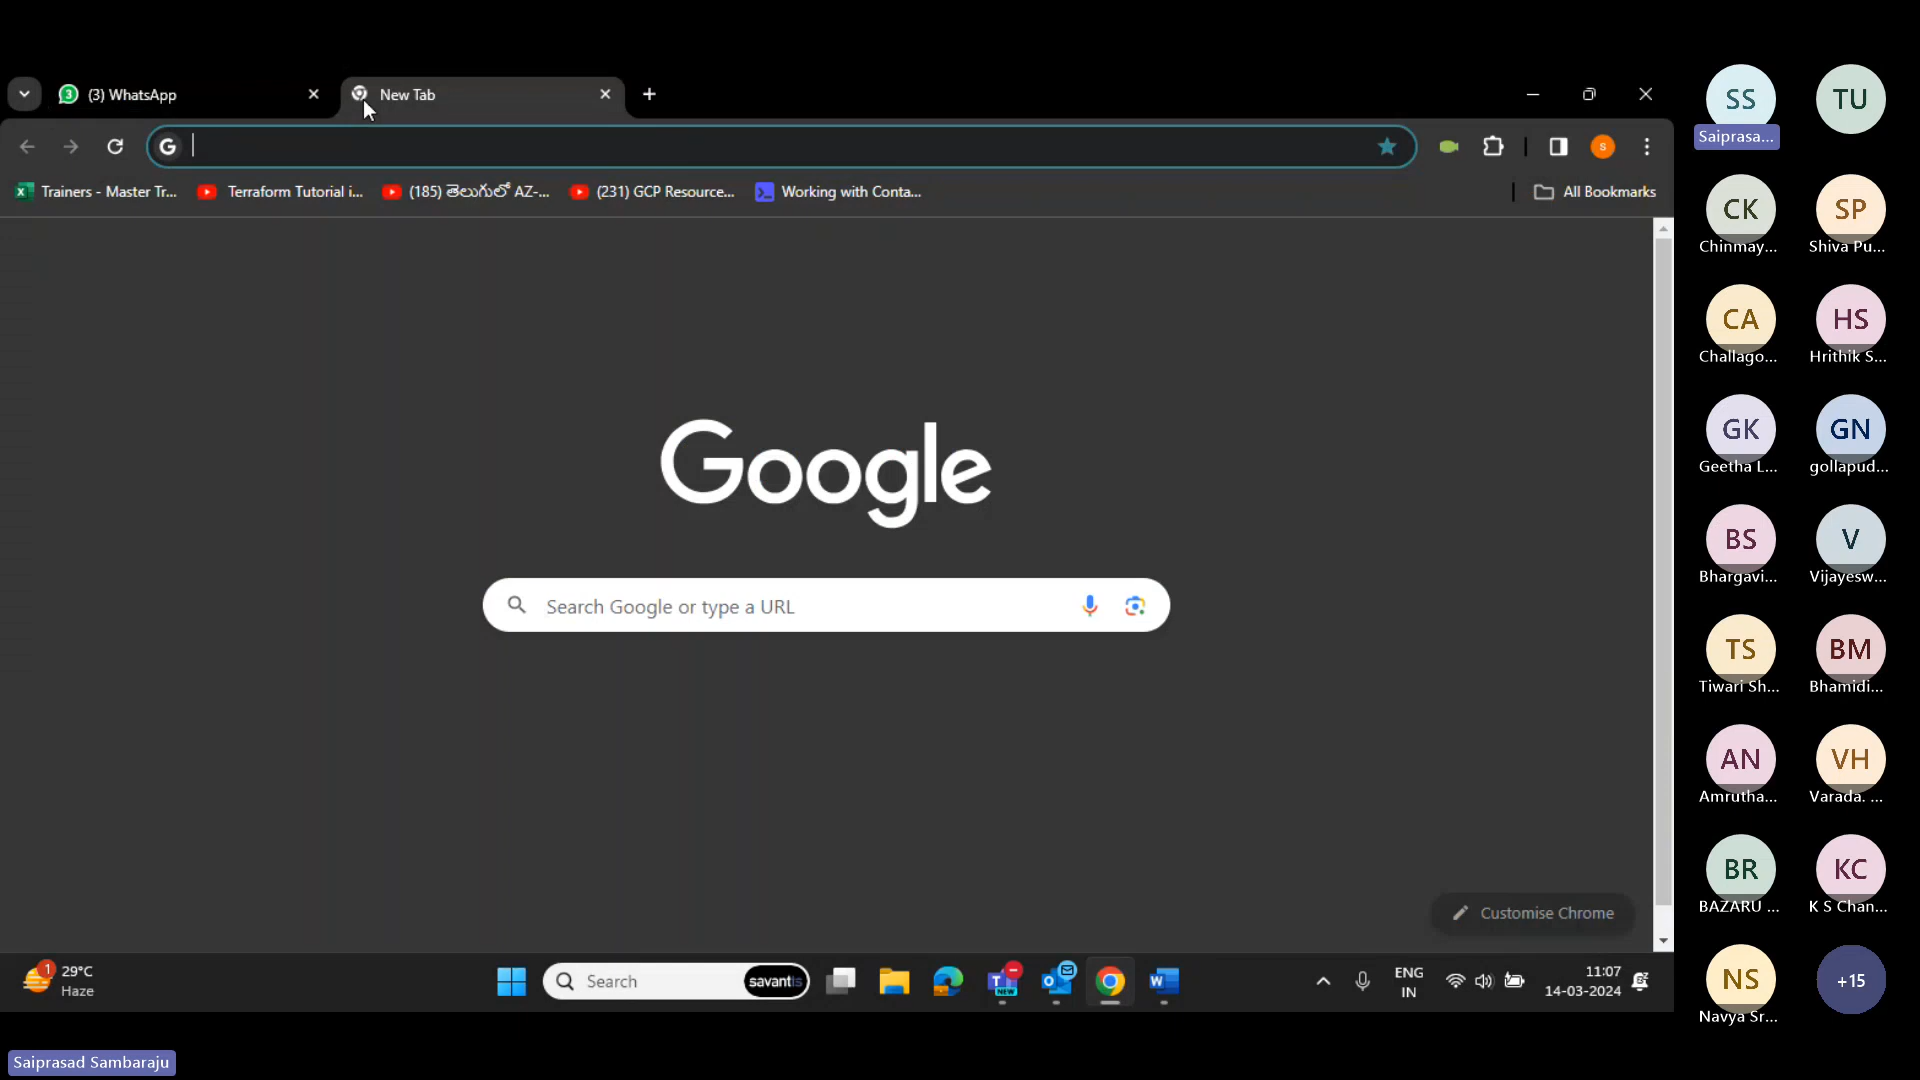 3 (3) WhatsApp
New Tab
G
Trainers - Master Tr...
Terraform Tutorial i...
(185) తెలుగులో AZ-...
(231) GCP Resource...
Working with Conta...
All Bookmarks
S
Google
Search Google or type a URL
Customise Chrome
1
29°C
Haze
Search
savantis
T
NEW
W
ENG
IN
11:07
14-03-2024
Saiprasad Sambaraju
SS
Saiprasa...
TU
CK
Chinmay...
SP
Shiva Pu...
CA
Challago...
HS
Hrithik S...
GK
Geetha L...
GN
gollapud...
BS
Bhargavi...
V
Vijayesw...
TS
Tiwari Sh...
BM
Bhamidi...
AN
Amrutha...
VH
Varada. ...
BR
BAZARU ...
KC
K S Chan...
NS
Navya Sr...
+15